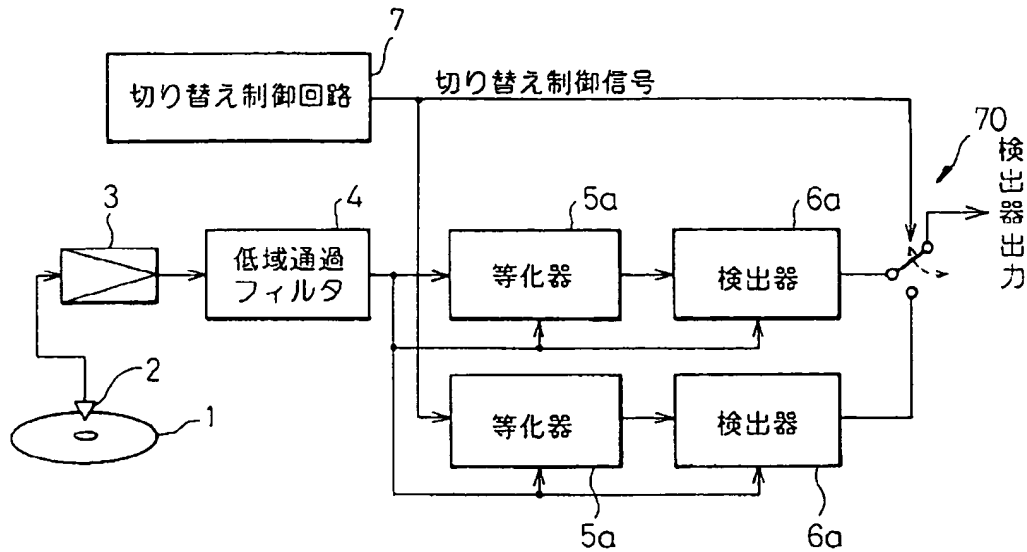 7
切り替え制御回路
切り替え制御信号
70
検出器出力
3
4
5a
6a
低域通過
フィルタ
等化器
検出器
2
1
等化器
検出器
5a
6a